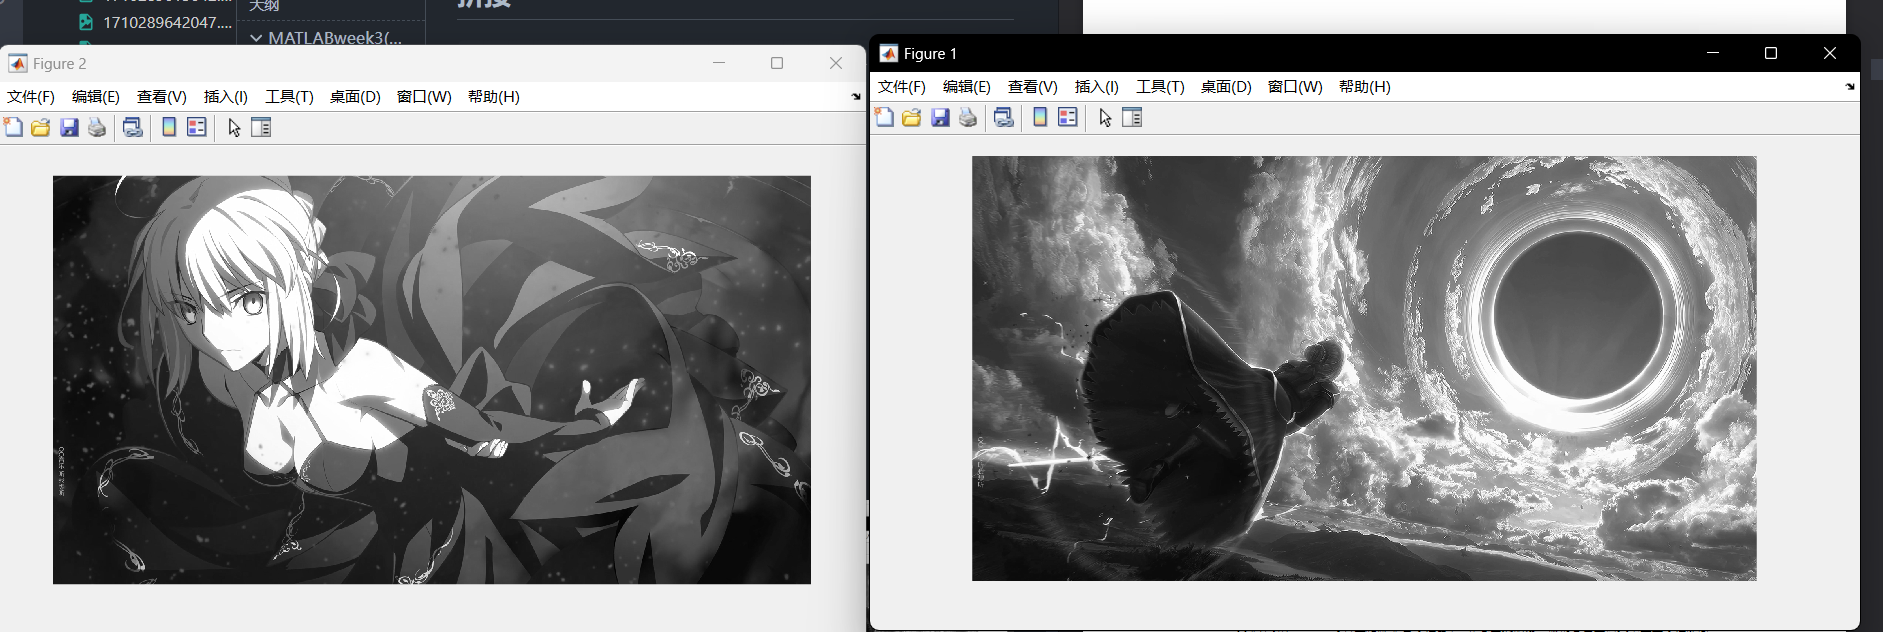 1710289642047....
大纲
MATLABweek3(...
拼接
Figure 2
文件(F) 编辑(E) 查看(V) 插入(I) 工具(T) 桌面(D) 窗口(W) 帮助(H)
Figure 1
文件(F) 编辑(E) 查看(V) 插入(I) 工具(T) 桌面(D) 窗口(W) 帮助(H)